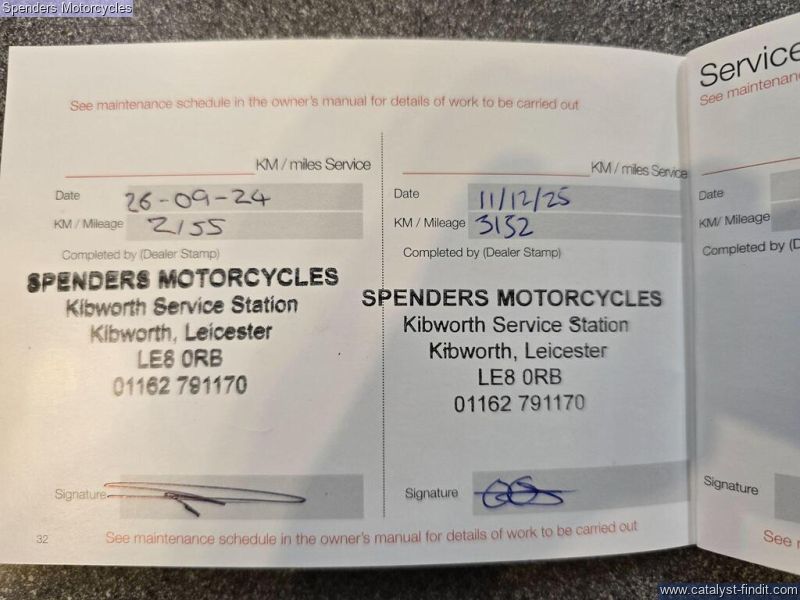 Spenders Motorcycles
See maintenance schedule in the owner's manual for details of work to be carried out
KM / miles Service
Date 26-09-24
KM / Mileage 2155
Completed by (Dealer Stamp)
SPENDERS MOTORCYCLES
Kibworth Service Station
Kibworth, Leicester
LE8 0RB
01162 791170
Signature
32
KM / miles Service
Date 11/12/25
KM / Mileage 3152
Completed by (Dealer Stamp)
SPENDERS MOTORCYCLES
Kibworth Service Station
Kibworth, Leicester
LE8 0RB
01162 791170
Signature
See maintenance schedule in the owner's manual for details of work to be carried out
Service
See
Date
KM/ Mileage
Completed by
Signature
See
www.catalyst-findit.com